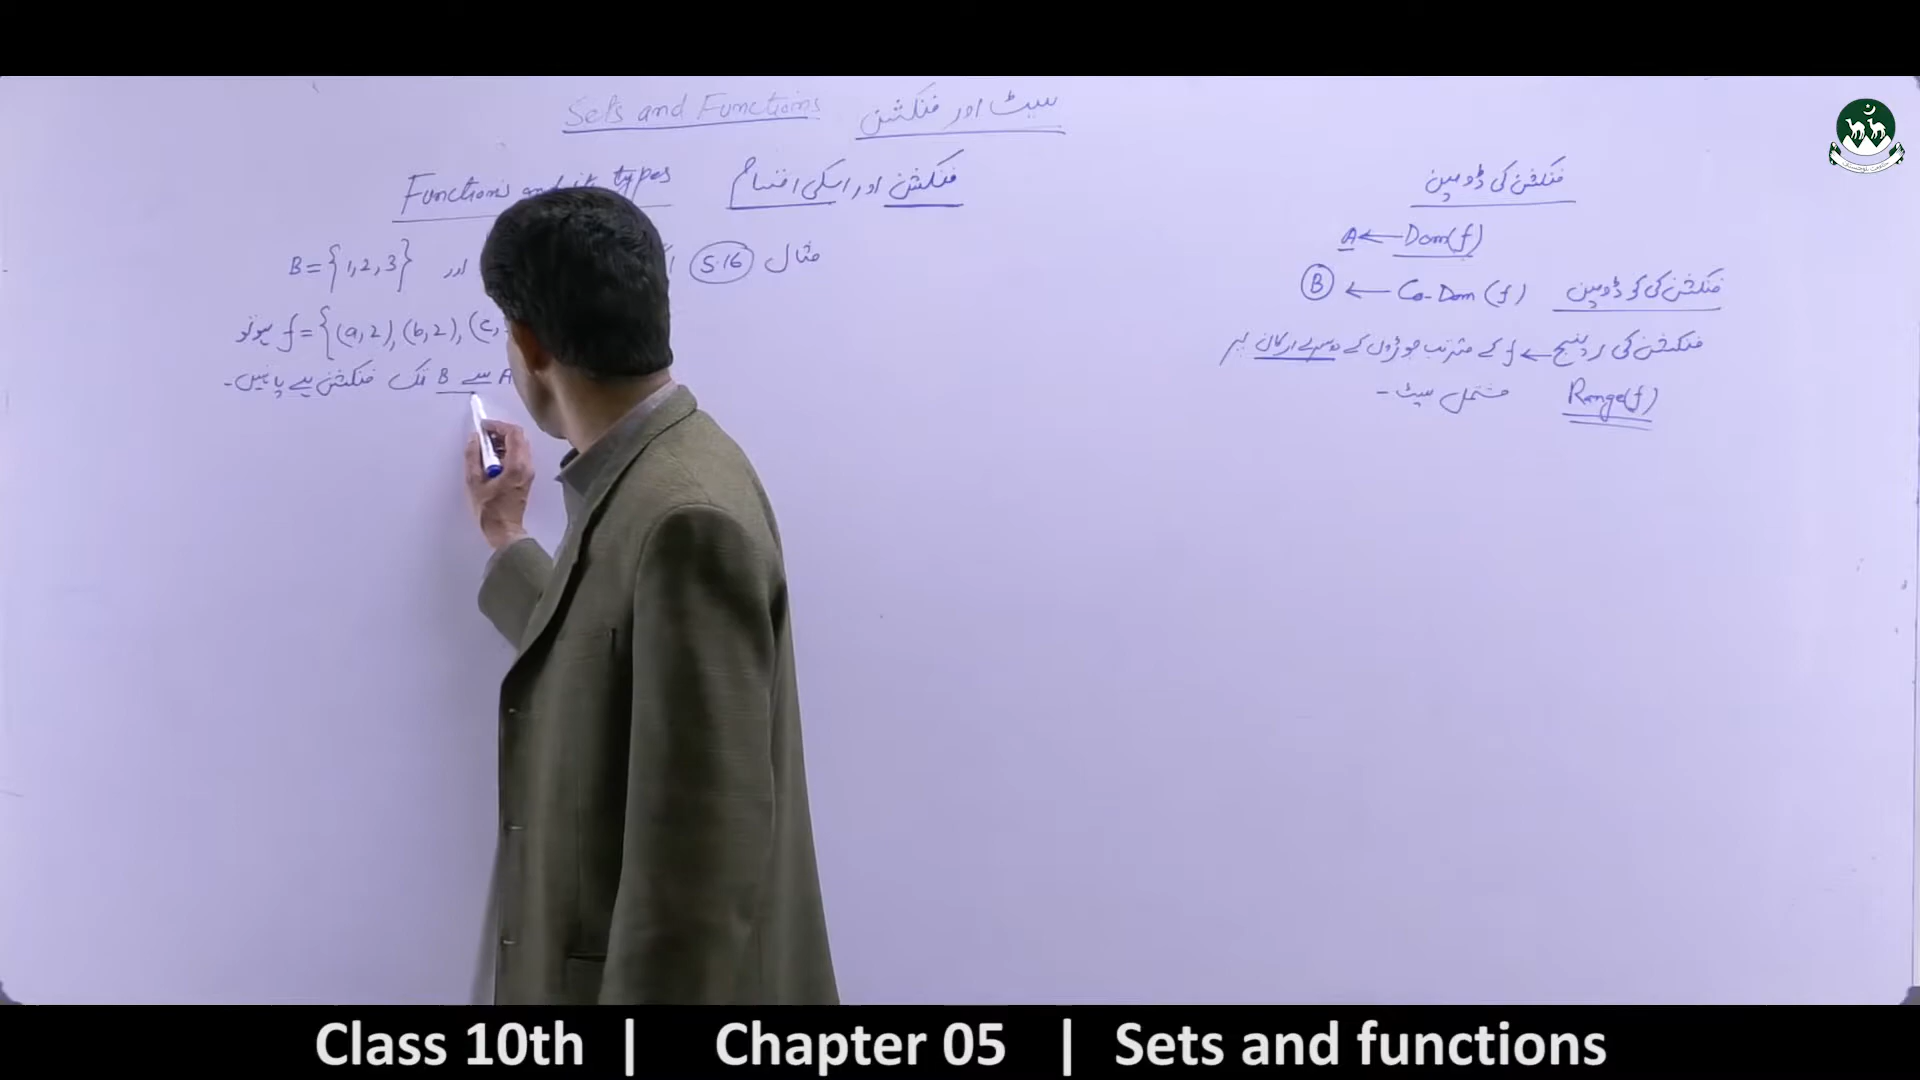 Sets and Functions سیٹ اور فنکشن
Functions and its types فنکشن اور اسکی اقسام
مثال 5.16 اور B = {1, 2, 3}
f = {(a, 2), (b, 2), (c, ہو تو
A سے B تک فنکشن ہے یا نہیں-
فنکشن کی ڈومین
A ← Dom(f)
فنکشن کی کو ڈومین Co-Dom (f) → B
فنکشن کی رینج ← f کے مترتب جوڑوں کے دوسرے ارکان پر
Range(f) مشتمل سیٹ -
Class 10th | Chapter 05 | Sets and functions